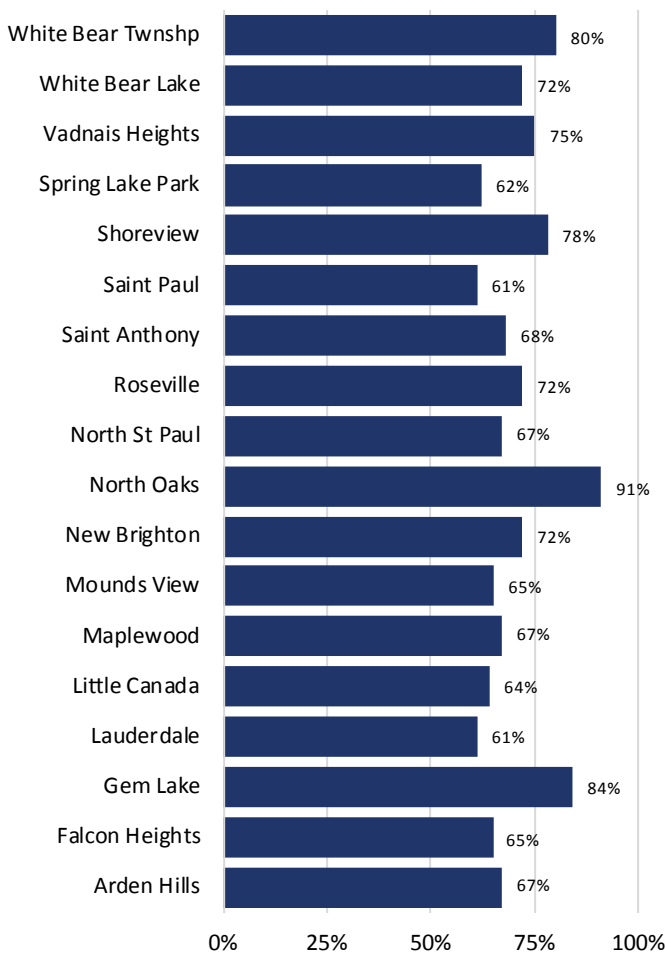 White Bear Twnshp 80%
White Bear Lake 72%
Vadnais Heights 75%
Spring Lake Park 62%
Shoreview 78%
Saint Paul 61%
Saint Anthony 68%
Roseville 72%
North St Paul 67%
North Oaks 91%
New Brighton 72%
Mounds View 65%
Maplewood 67%
Little Canada 64%
Lauderdale 61%
Gem Lake 84%
Falcon Heights 65%
Arden Hills 67%
0% 25% 50% 75% 100%